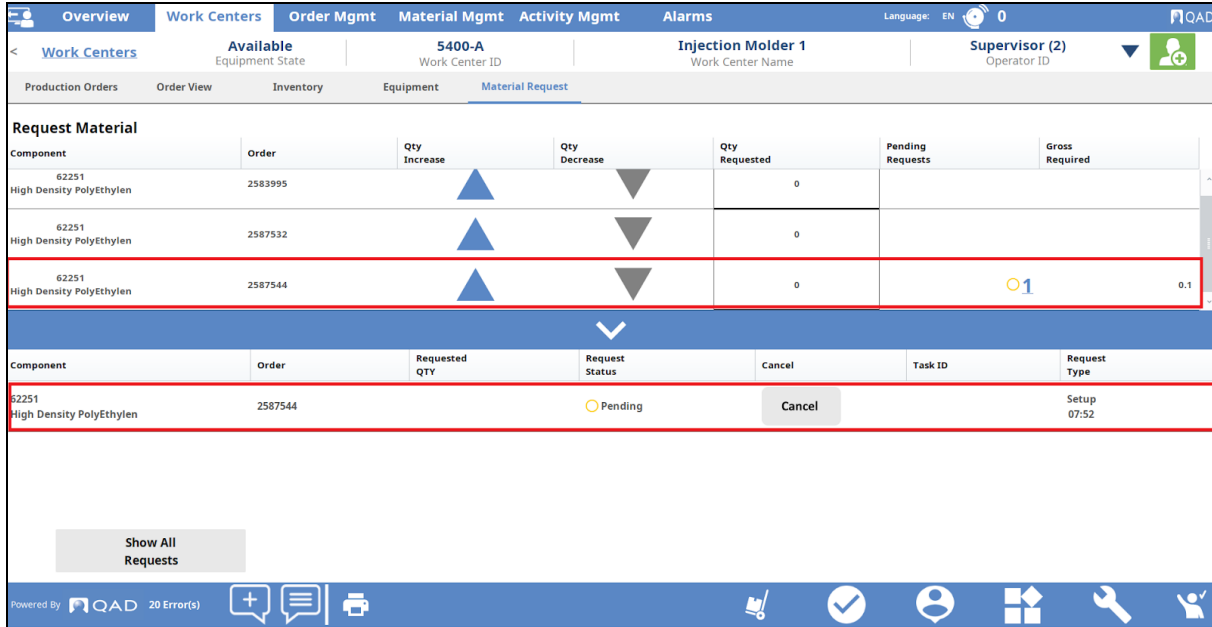 Overview Work Centers Order Mgmt Material Mgmt Activity Mgmt Alarms Language: EN 0 QAD
< Work Centers Available 5400-A Injection Molder 1 Supervisor (2)
Equipment State Work Center ID Work Center Name Operator ID
Production Orders Order View Inventory Equipment Material Request
Request Material
Component Order Qty Increase Qty Decrease Qty Requested Pending Requests Gross Required
62251
High Density PolyEthylen 2583995 0
62251
High Density PolyEthylen 2587532 0
62251
High Density PolyEthylen 2587544 0 1 0.1
Component Order Requested QTY Request Status Cancel Task ID Request Type
62251
High Density PolyEthylen 2587544 Pending Cancel Setup
07:52
Show All
Requests
Powered By QAD 20 Error(s)